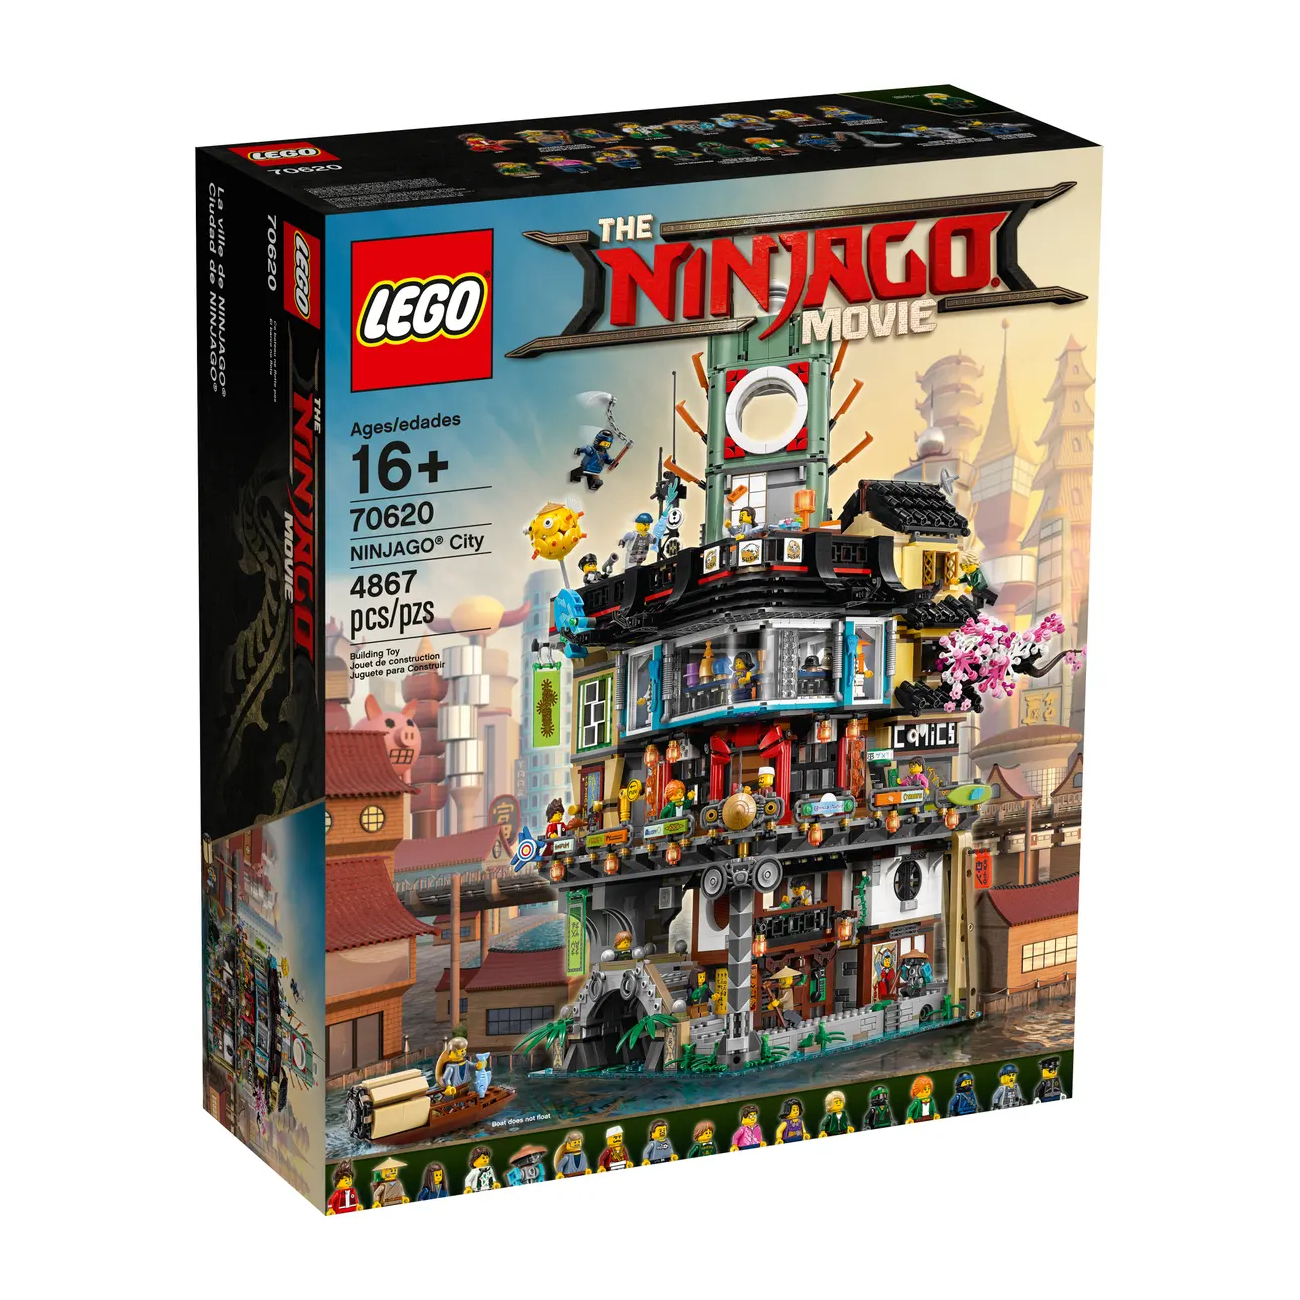 LEGO
70620
LEGO
70620
La ville de NINJAGO®
Ciudad de NINJAGO®
THE
NINJAGO
MOVIE
LEGO
THE
NINJAGO
MOVIE
Ages/edades
16+
70620
NINJAGO® City
4867
pcs/pzs
Building Toy
Jouet de construction
Juguete para Construir
COMICS
Boat does not float